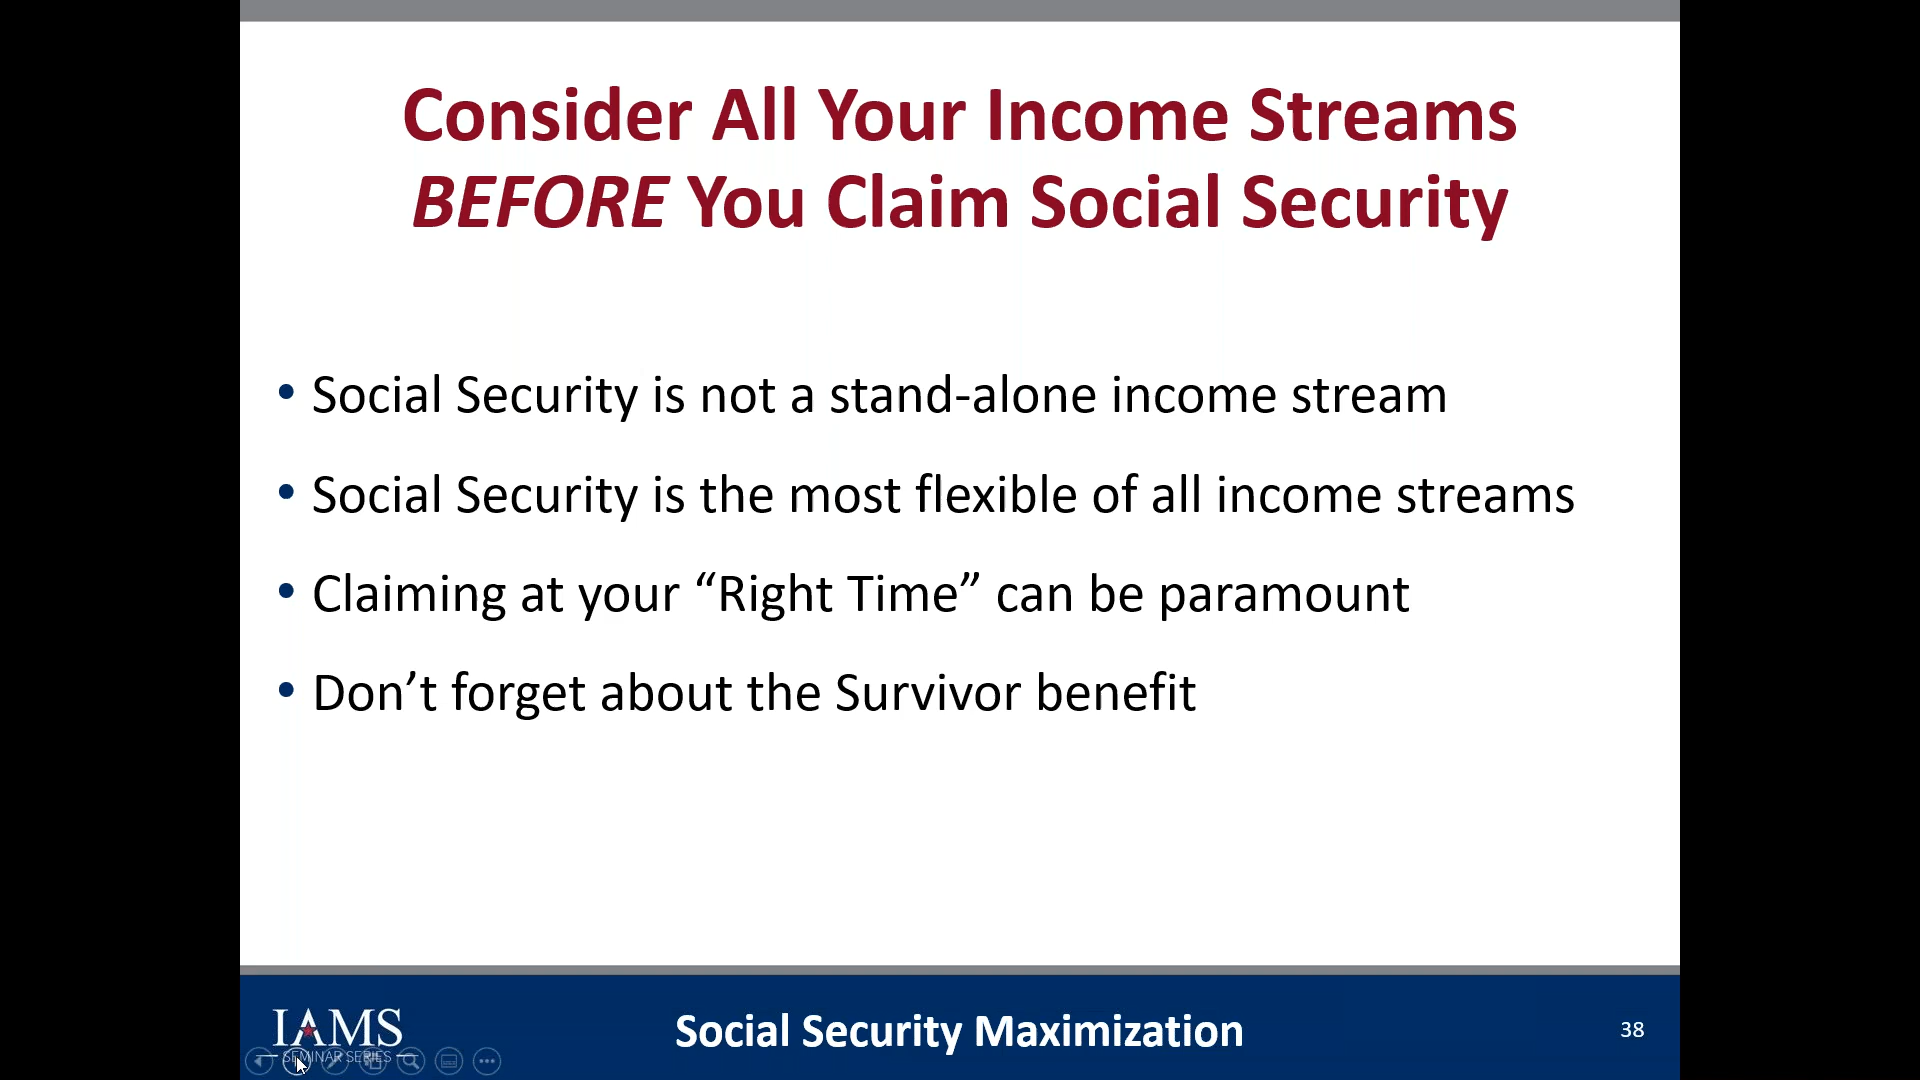 Consider All Your Income Streams
BEFORE You Claim Social Security
• Social Security is not a stand-alone income stream
• Social Security is the most flexible of all income streams
• Claiming at your “Right Time” can be paramount
• Don’t forget about the Survivor benefit
IAMS
SEMINAR SERIES
Social Security Maximization
38